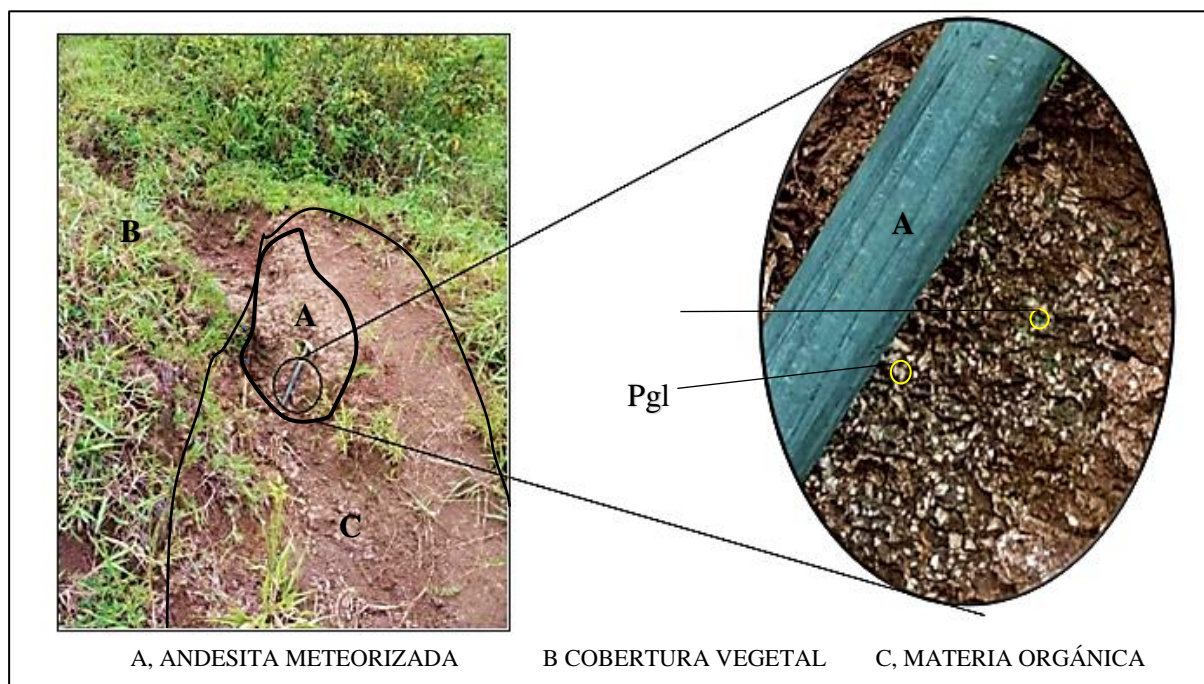 B
A
C
A
Pgl
A, ANDESITA METEORIZADA B COBERTURA VEGETAL C, MATERIA ORGÁNICA